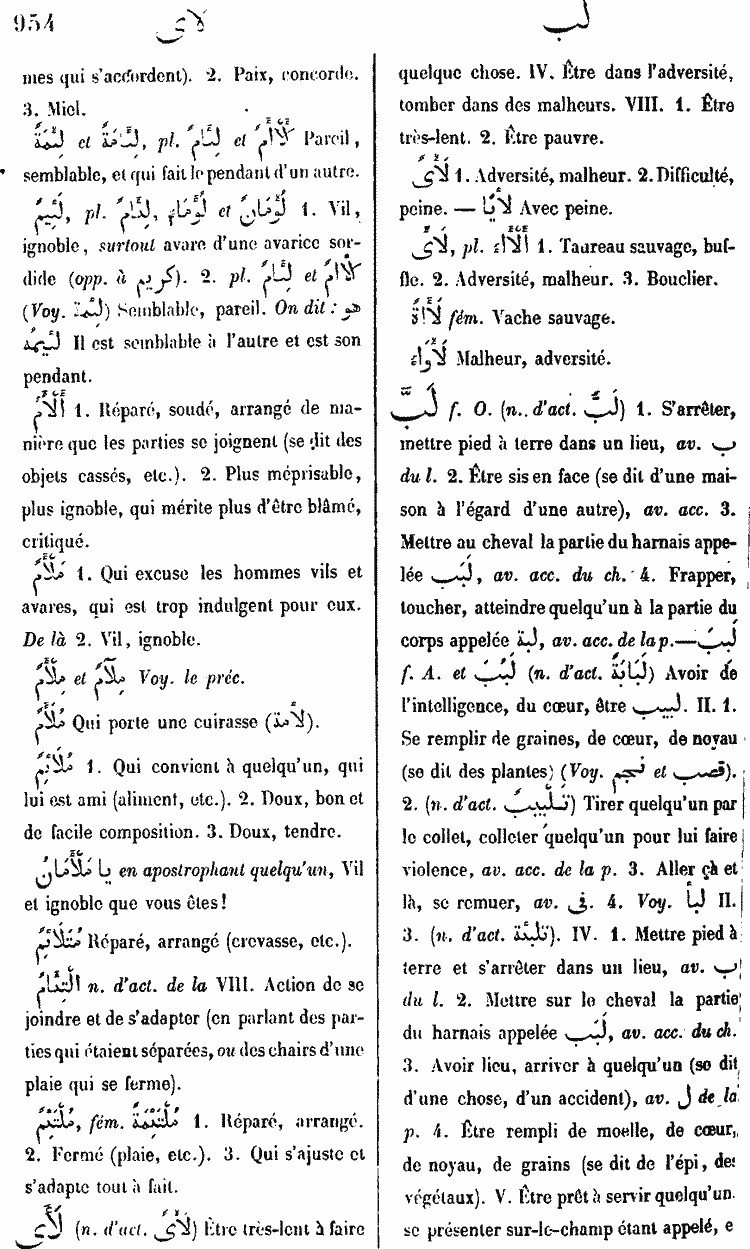 954 لاى لب
mes qui s'accordent). 2. Paix, concorde.
3. Miel.
لِئْمَةٌ et لِئَامَةٌ, pl. لِئَامٌ et أَلْآمٌ Pareil,
semblable, et qui fait le pendant d'un autre.
لَئِيمٌ, pl. لِئَامٌ, لُؤَمَاءُ et لُؤْمَانٌ 1. Vil,
ignoble, surtout avare d'une avarice sor-
dide (opp. à كريم). 2. pl. لِئَامٌ et أَلْآمٌ
(Voy. لِئْمَة) Semblable, pareil. On dit : هو
لَئِيمُهُ Il est semblable à l'autre et est son
pendant.
أَلْأَمُ 1. Réparé, soudé, arrangé de ma-
nière que les parties se joignent (se dit des
objets cassés, etc.). 2. Plus méprisable,
plus ignoble, qui mérite plus d'être blâmé,
critiqué.
مُلْأَمٌ 1. Qui excuse les hommes vils et
avares, qui est trop indulgent pour eux.
De là 2. Vil, ignoble.
مِلْأَمٌ et مِلْآمٌ Voy. le préc.
مُلَأَّمٌ Qui porte une cuirasse (لأمة).
مُلَائِمٌ 1. Qui convient à quelqu'un, qui
lui est ami (aliment, etc.). 2. Doux, bon et
de facile composition. 3. Doux, tendre.
يا مَلْأَمَانُ en apostrophant quelqu'un, Vil
et ignoble que vous êtes!
مُتَلَائِمٌ Réparé, arrangé (crevasse, etc.).
الْتِئَامٌ n. d'act. de la VIII. Action de se
joindre et de s'adapter (en parlant des par-
ties qui étaient séparées, ou des chairs d'une
plaie qui se ferme).
مُلْتَئِمٌ, fém. مُلْتَئِمَةٌ 1. Réparé, arrangé.
2. Fermé (plaie, etc.). 3. Qui s'ajuste et
s'adapte tout à fait.
لَأَى (n. d'act. لَأْىٌ) Être très-lent à faire
quelque chose. IV. Être dans l'adversité,
tomber dans des malheurs. VIII. 1. Être
très-lent. 2. Être pauvre.
لَأْىٌ 1. Adversité, malheur. 2. Difficulté,
peine. — لَأْيًا Avec peine.
لَأًى, pl. أَلْآءٌ 1. Taureau sauvage, buf-
fle. 2. Adversité, malheur. 3. Bouclier.
لَآةٌ fém. Vache sauvage.
لَأْوَاءُ Malheur, adversité.
لَبَّ f. O. (n. d'act. لَبّ) 1. S'arrêter,
mettre pied à terre dans un lieu, av. ب
du l. 2. Être sis en face (se dit d'une mai-
son à l'égard d'une autre), av. acc. 3.
Mettre au cheval la partie du harnais appe-
lée لَبَب, av. acc. du ch. 4. Frapper,
toucher, atteindre quelqu'un à la partie du
corps appelée لبة, av. acc. de la p. — لَبِبَ
f. A. et لَبُبَ (n. d'act. لَبَابَةٌ) Avoir de
l'intelligence, du cœur, être لبيب. II. 1.
Se remplir de graines, de cœur, de noyau
(se dit des plantes) (Voy. نجم et قصب).
2. (n. d'act. تَلْبِيبٌ) Tirer quelqu'un par
le collet, colleter quelqu'un pour lui faire
violence, av. acc. de la p. 3. Aller çà et
là, se remuer, av. فى. 4. Voy. لبأ II.
3. (n. d'act. تَلْبِئَة). IV. 1. Mettre pied à
terre et s'arrêter dans un lieu, av. ب
du l. 2. Mettre sur le cheval la partie
du harnais appelée لَبَب, av. acc. du ch.
3. Avoir lieu, arriver à quelqu'un (se dit
d'une chose, d'un accident), av. ل de la
p. 4. Être rempli de moelle, de cœur,
de noyau, de grains (se dit de l'épi, des
végétaux). V. Être prêt à servir quelqu'un
se présenter sur-le-champ étant appelé, e